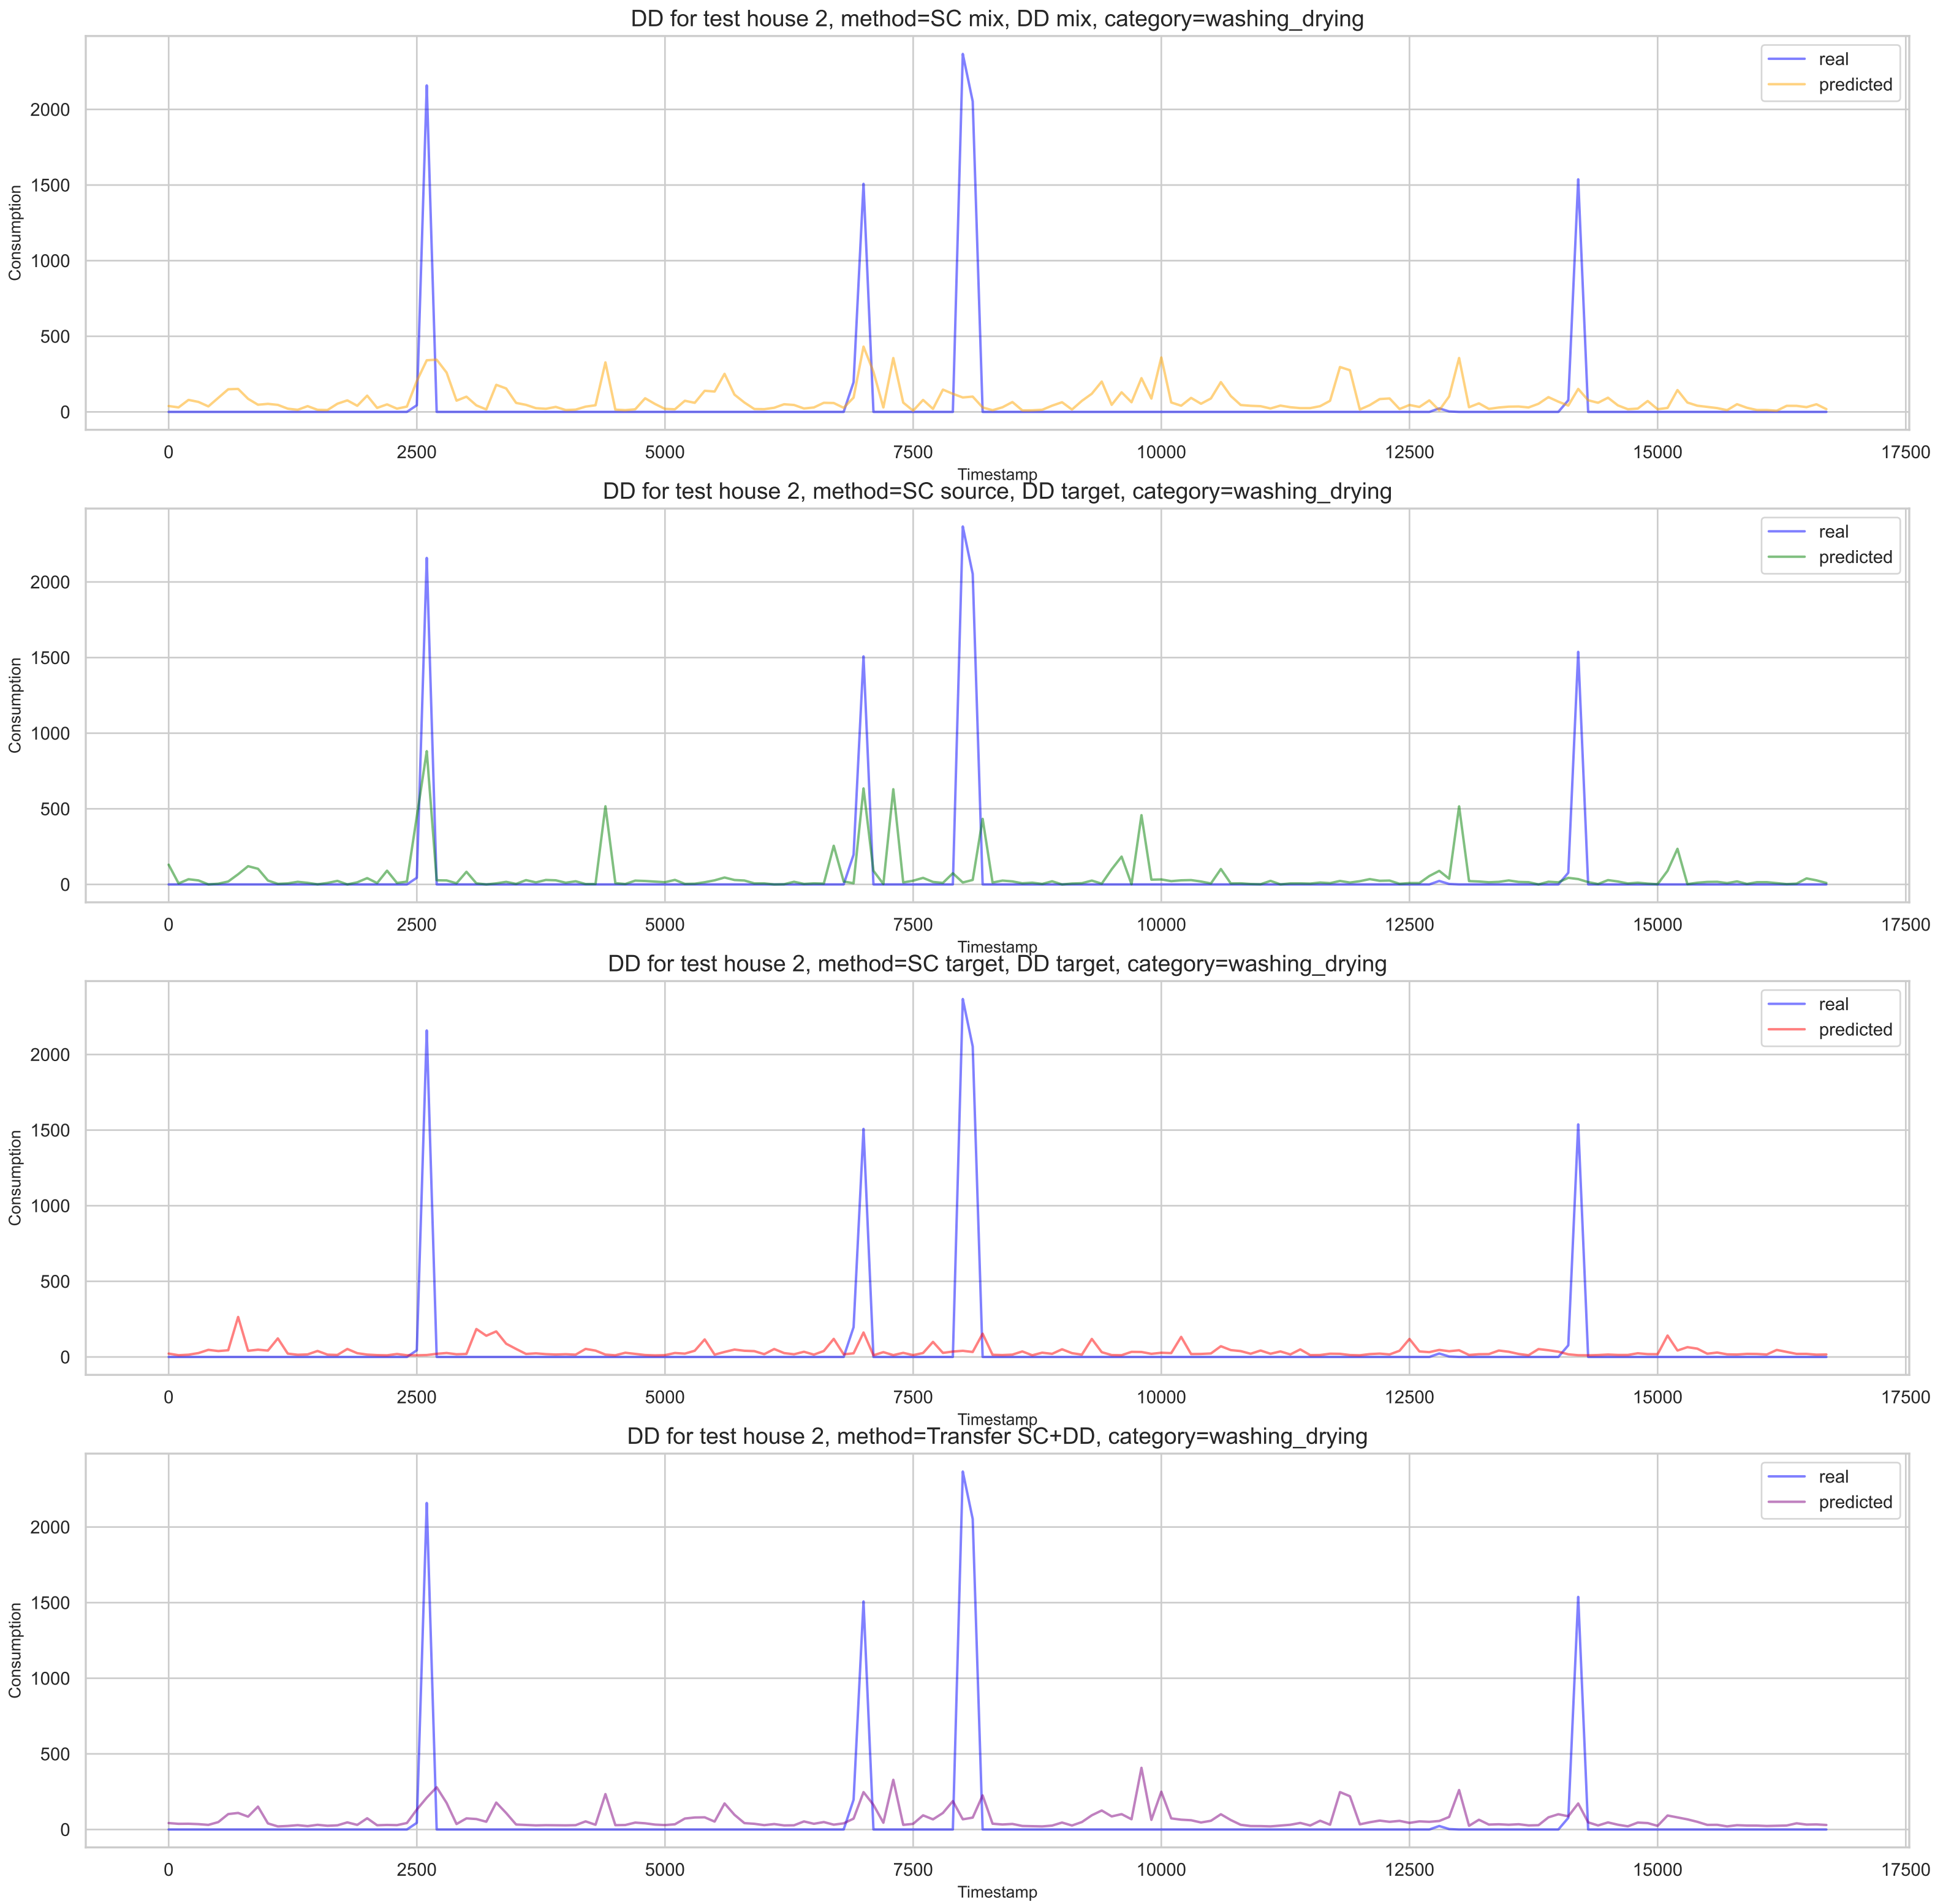 DD for test house 2, method=SC mix, DD mix, category=washing_drying
real
predicted
2000
1500
1000
500
0
Consumption
0 2500 5000 7500 10000 12500 15000 17500
Timestamp
DD for test house 2, method=SC source, DD target, category=washing_drying
real
predicted
2000
1500
1000
500
0
Consumption
0 2500 5000 7500 10000 12500 15000 17500
Timestamp
DD for test house 2, method=SC target, DD target, category=washing_drying
real
predicted
2000
1500
1000
500
0
Consumption
0 2500 5000 7500 10000 12500 15000 17500
Timestamp
DD for test house 2, method=Transfer SC+DD, category=washing_drying
real
predicted
2000
1500
1000
500
0
Consumption
0 2500 5000 7500 10000 12500 15000 17500
Timestamp